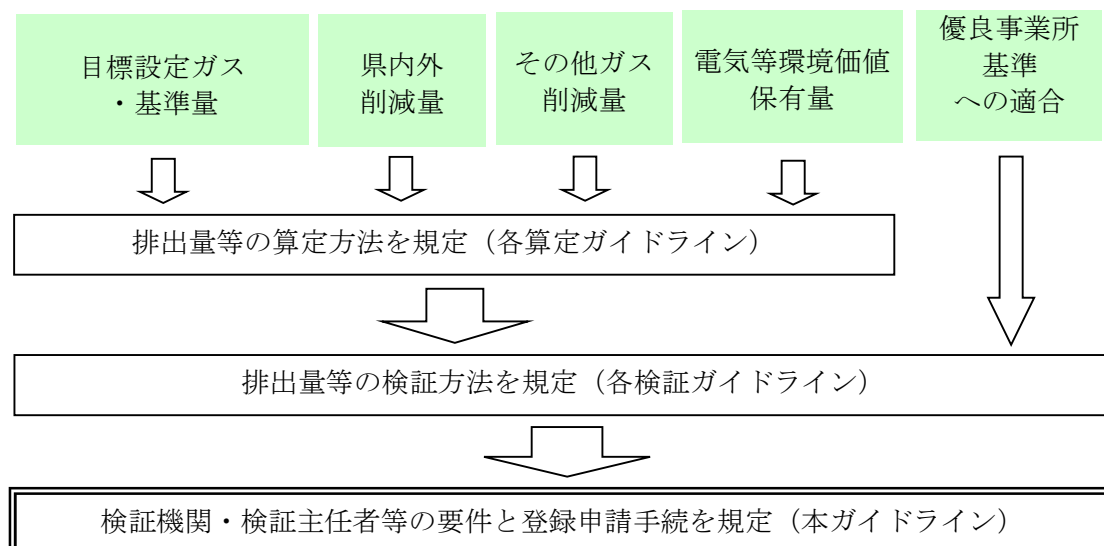 目標設定ガス
・基準量
県内外
削減量
その他ガス
削減量
電気等環境価値
保有量
優良事業所
基準
への適合
排出量等の算定方法を規定（各算定ガイドライン）
排出量等の検証方法を規定（各検証ガイドライン）
検証機関・検証主任者等の要件と登録申請手続を規定（本ガイドライン）